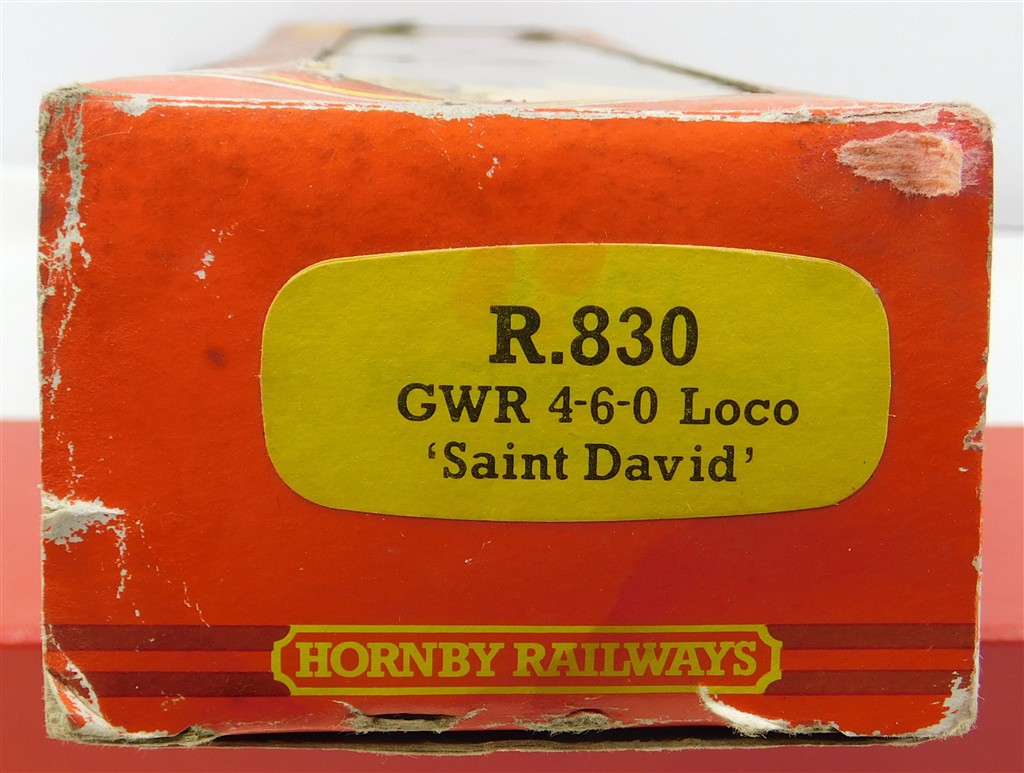 R.830
GWR 4-6-0 Loco
‘Saint David’
HORNBY RAILWAYS